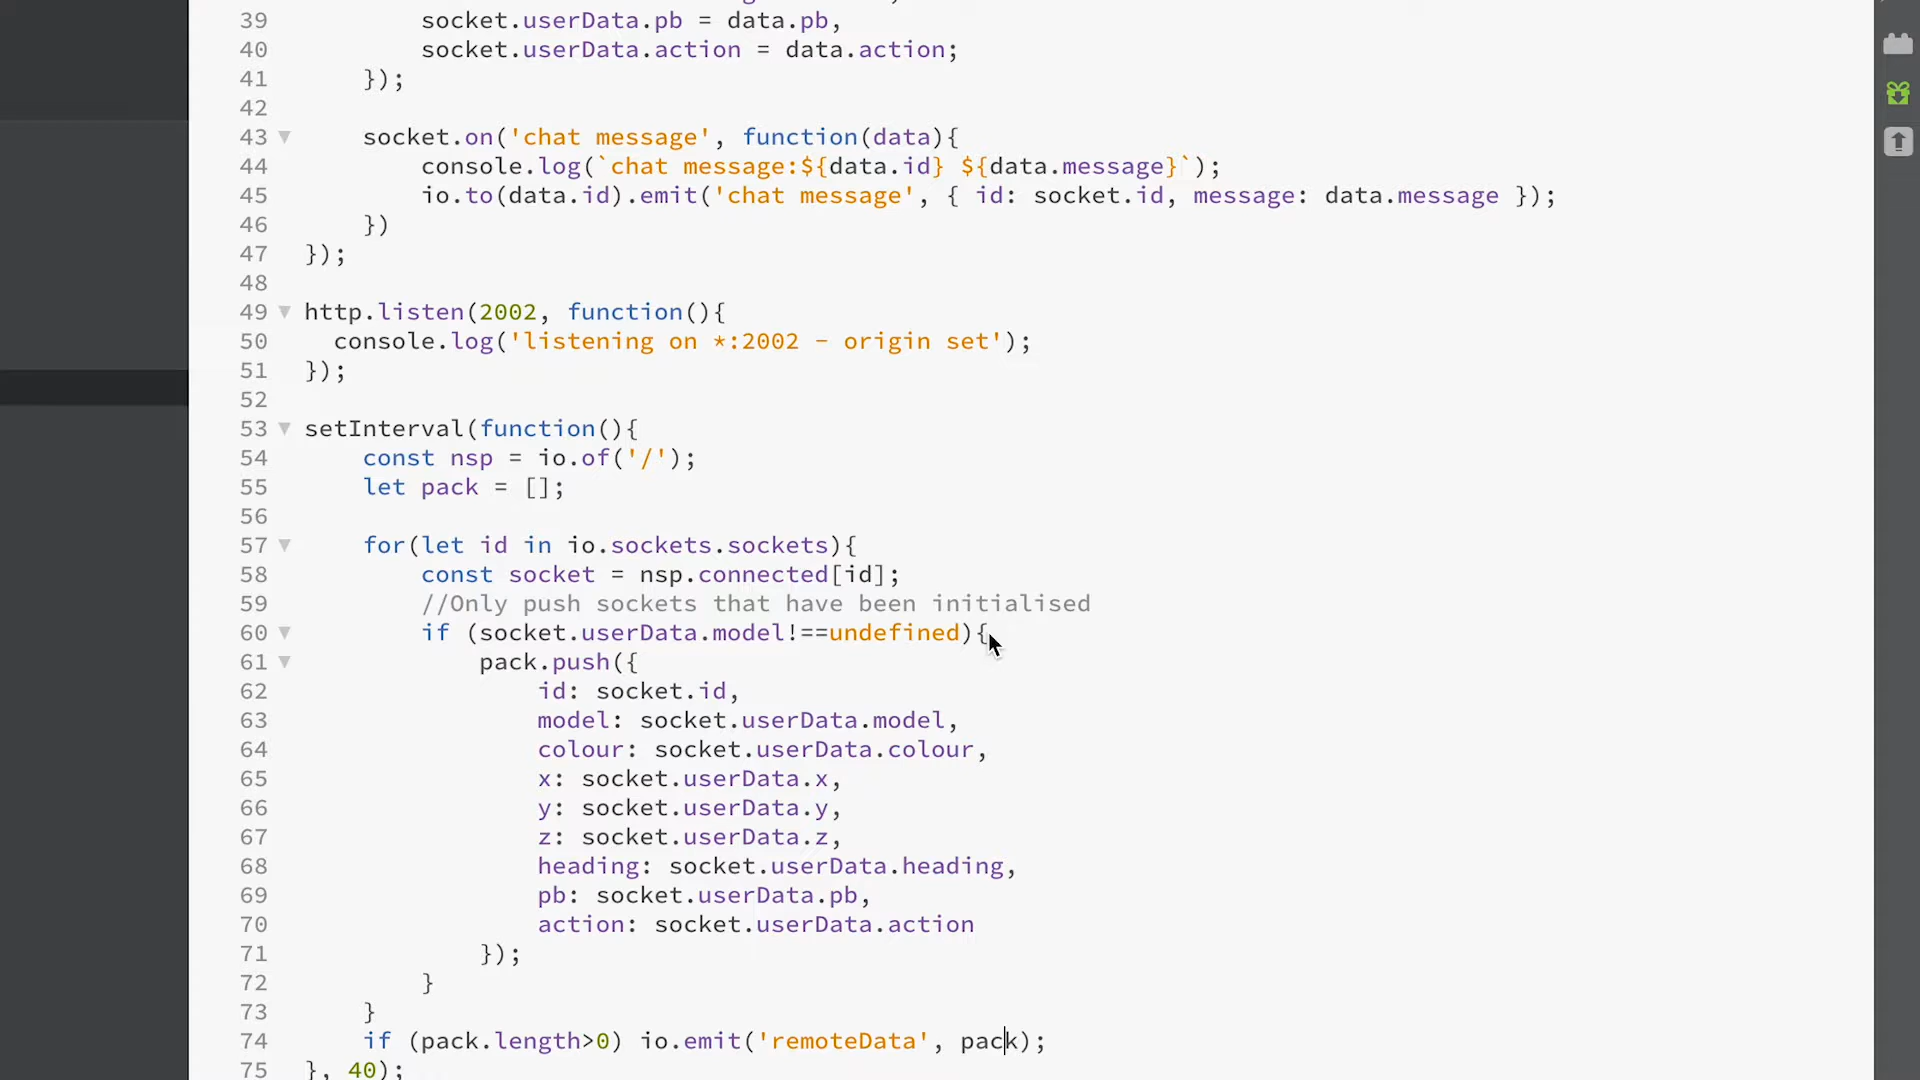 39 socket.userData.pb = data.pb,
40 socket.userData.action = data.action;
41 });
42
43 socket.on('chat message', function(data){
44 console.log(`chat message:${data.id} ${data.message}`);
45 io.to(data.id).emit('chat message', { id: socket.id, message: data.message });
46 })
47 });
48
49 http.listen(2002, function(){
50 console.log('listening on *:2002 - origin set');
51 });
52
53 setInterval(function(){
54 const nsp = io.of('/');
55 let pack = [];
56
57 for(let id in io.sockets.sockets){
58 const socket = nsp.connected[id];
59 //Only push sockets that have been initialised
60 if (socket.userData.model!==undefined){
61 pack.push({
62 id: socket.id,
63 model: socket.userData.model,
64 colour: socket.userData.colour,
65 x: socket.userData.x,
66 y: socket.userData.y,
67 z: socket.userData.z,
68 heading: socket.userData.heading,
69 pb: socket.userData.pb,
70 action: socket.userData.action
71 });
72 }
73 }
74 if (pack.length>0) io.emit('remoteData', pack);
75 }, 40);